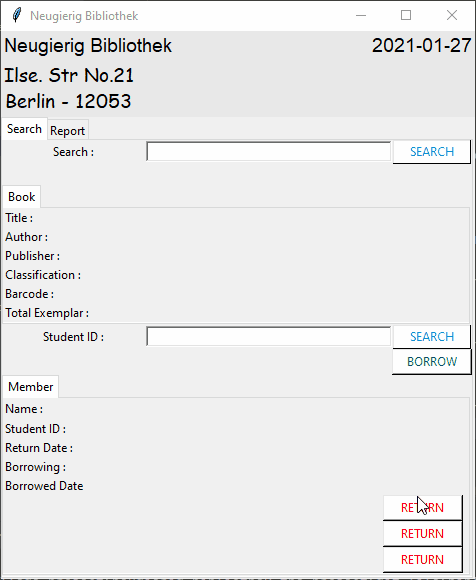 Neugierig Bibliothek
Neugierig Bibliothek 2021-01-27
Ilse. Str No.21
Berlin - 12053
Search Report
Search : SEARCH
Book
Title :
Author :
Publisher :
Classification :
Barcode :
Total Exemplar :
Student ID : SEARCH
BORROW
Member
Name :
Student ID :
Return Date :
Borrowing :
Borrowed Date
RETURN
RETURN
RETURN